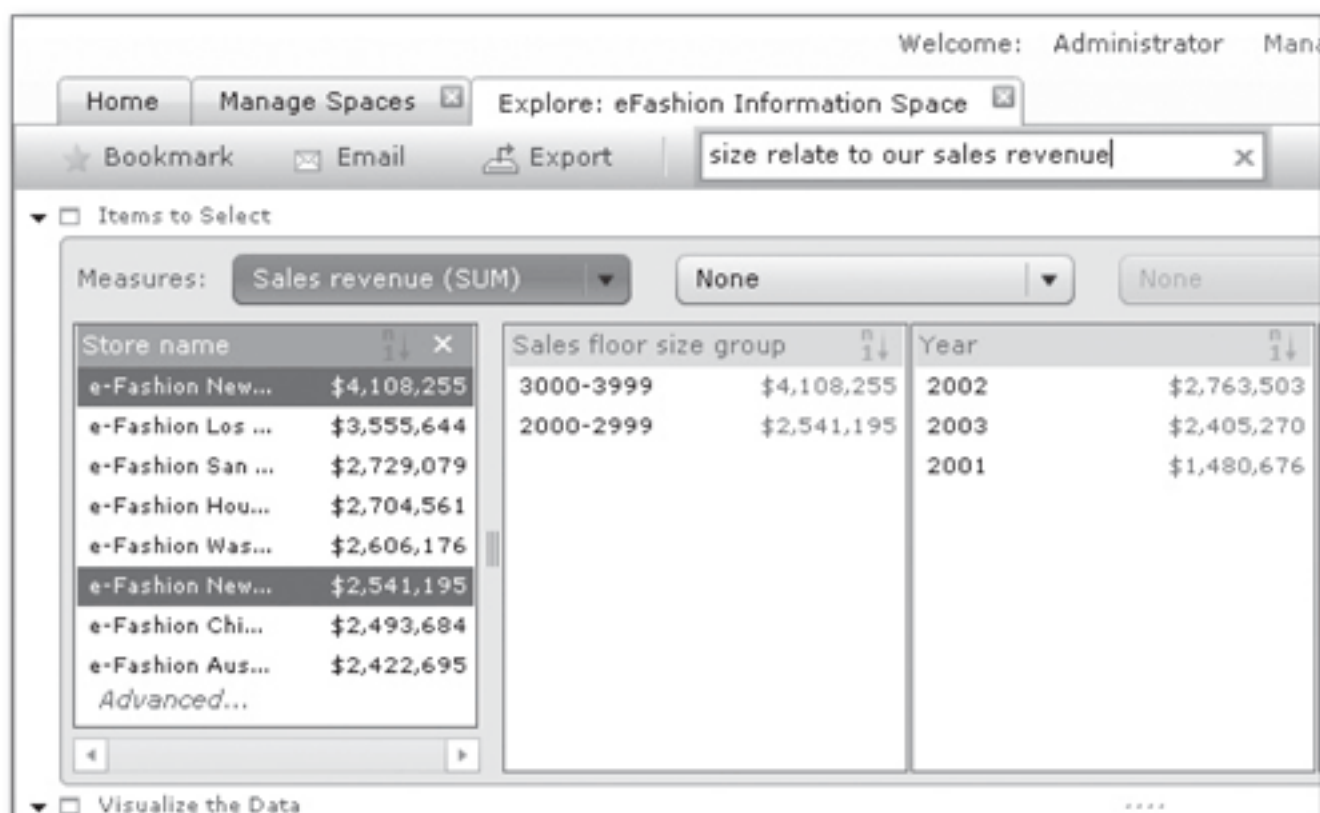 Welcome: Administrator Mana
Home Manage Spaces Explore: eFashion Information Space
Bookmark Email Export size relate to our sales revenue
Items to Select
Measures: Sales revenue (SUM) None None
Store name Sales floor size group Year
e-Fashion New... $4,108,255 3000-3999 $4,108,255 2002 $2,763,503
e-Fashion Los ... $3,555,644 2000-2999 $2,541,195 2003 $2,405,270
e-Fashion San ... $2,729,079 2001 $1,480,676
e-Fashion Hou... $2,704,561
e-Fashion Was... $2,606,176
e-Fashion New... $2,541,195
e-Fashion Chi... $2,493,684
e-Fashion Aus... $2,422,695
Advanced...
Visualize the Data